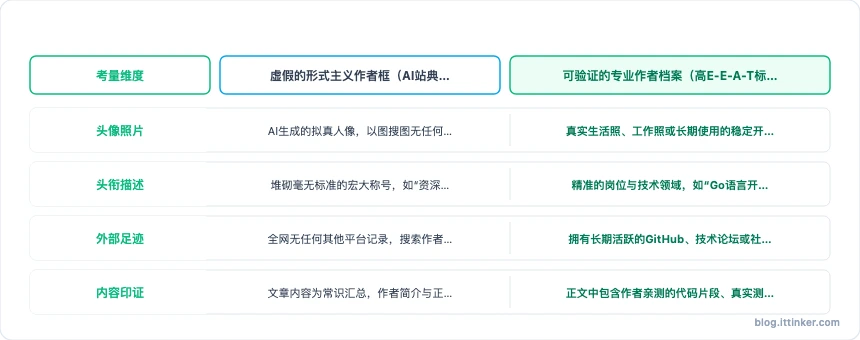 考量维度
虚假的形式主义作者框（AI站典...
可验证的专业作者档案（高E-E-A-T标...
头像照片
AI生成的拟真人像，以图搜图无任何...
真实生活照、工作照或长期使用的稳定开...
头衔描述
堆砌毫无标准的宏大称号，如“资深...
精准的岗位与技术领域，如“Go语言开...
外部足迹
全网无任何其他平台记录，搜索作者...
拥有长期活跃的GitHub、技术论坛或社...
内容印证
文章内容为常识汇总，作者简介与正...
正文中包含作者亲测的代码片段、真实测...
blog.ittinker.com